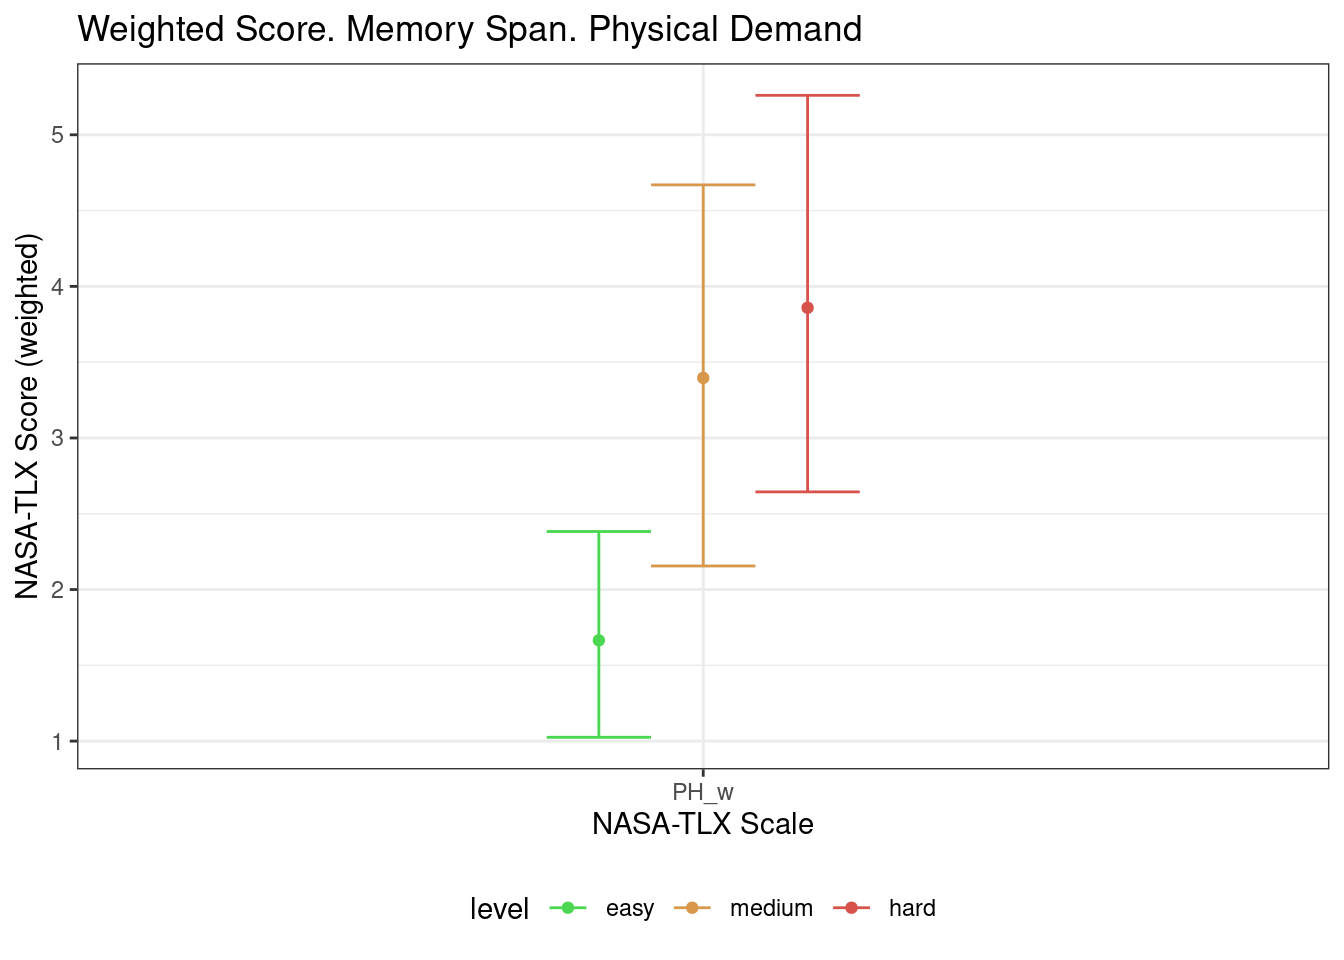 Weighted Score. Memory Span. Physical Demand
NASA-TLX Score (weighted)
5
4
3
2
1
PH_w
NASA-TLX Scale
level easy medium hard